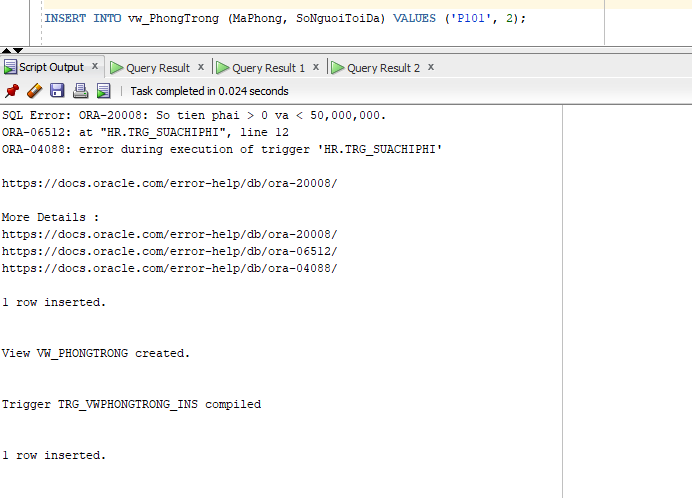 INSERT INTO vw_PhongTrong (MaPhong, SoNguoiToiDa) VALUES ('P101', 2);
Script Output x Query Result x Query Result 1 x Query Result 2 x
Task completed in 0.024 seconds
SQL Error: ORA-20008: So tien phai > 0 va < 50,000,000.
ORA-06512: at "HR.TRG_SUACHIPHI", line 12
ORA-04088: error during execution of trigger 'HR.TRG_SUACHIPHI'
https://docs.oracle.com/error-help/db/ora-20008/
More Details :
https://docs.oracle.com/error-help/db/ora-20008/
https://docs.oracle.com/error-help/db/ora-06512/
https://docs.oracle.com/error-help/db/ora-04088/
1 row inserted.
View VW_PHONGTRONG created.
Trigger TRG_VWPHONGTRONG_INS compiled
1 row inserted.